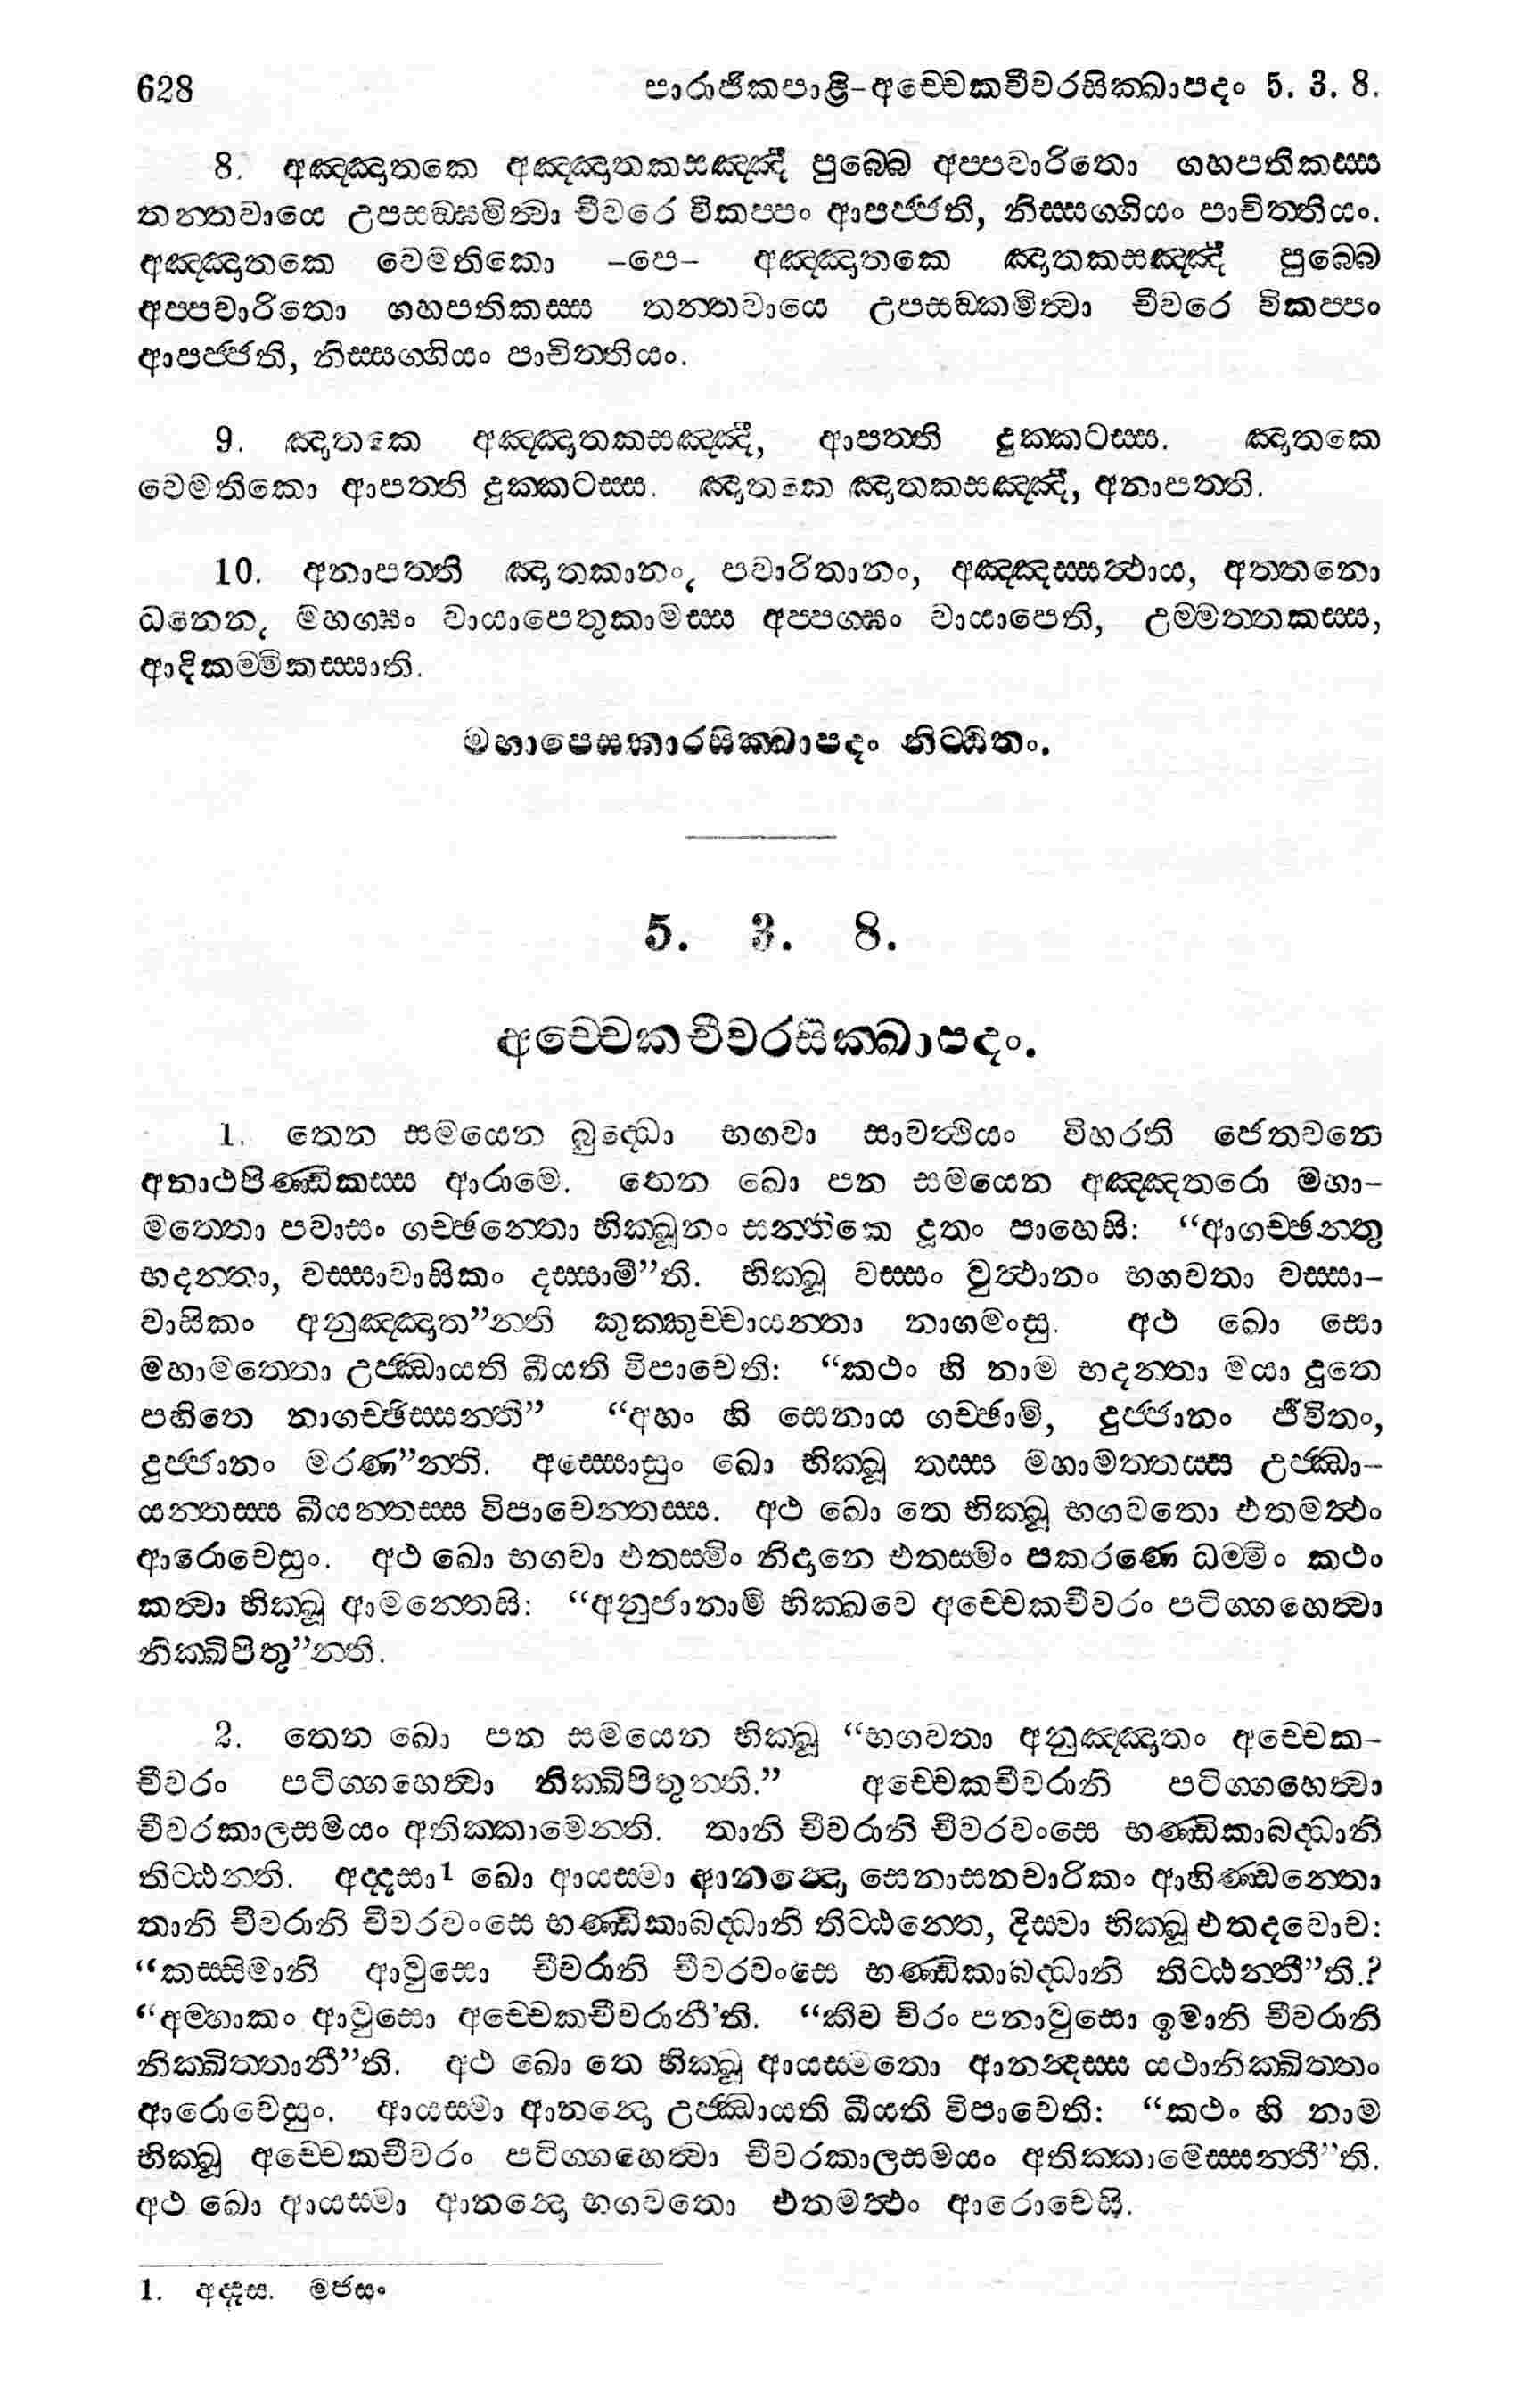 628 පාරාජිකපාළි-අච්චෙකචීවරසික්ඛාපදං 5. 3. 8.
8. අඤ්ඤාතකෙ අඤ්ඤාතකසඤ්ඤී පුබ්බෙ අප්පවාරිතො ගහපතිකස්ස
තන්තවායෙ උපසඞ්ඝමිත්වා චීවරෙ විකප්පං ආපජ්ජති, නිස්සග්ගියං පාචිත්තියං.
අඤ්ඤාතකෙ වෙමතිකො -පෙ- අඤ්ඤාතකෙ ඤාතකසඤ්ඤී පුබ්බෙ
අප්පවාරිතො ගහපතිකස්ස තන්තවායෙ උපසඞ්කමිත්වා චීවරෙ විකප්පං
ආපජ්ජති, නිස්සග්ගියං පාචිත්තියං.
9. ඤාතකෙ අඤ්ඤාතකසඤ්ඤී, ආපත්ති දුක්කටස්ස. ඤාතකෙ
වෙමතිකො ආපත්ති දුක්කටස්ස. ඤාතකෙ ඤාතකසඤ්ඤී, අනාපත්ති.
10. අනාපත්ති ඤාතකානං, පවාරිතානං, අඤ්ඤස්සත්ථාය, අත්තනො
ධනෙන, මහග්ඝං වායාපෙතුකාමස්ස අප්පග්ඝං වායාපෙති, උම්මත්තකස්ස,
ආදිකම්මිකස්සාති.
මහාපෙසකාරසික්ඛාපදං නිට්ඨිතං.
5. 3. 8.
අච්චෙකචීවරසික්ඛාපදං.
1. තෙන සමයෙන බුද්ධො භගවා සාවත්ථියං විහරති ජෙතවනෙ
අනාථපිණ්ඩිකස්ස ආරාමෙ. තෙන ඛො පන සමයෙන අඤ්ඤතරො මහා-
මත්තො පවාසං ගච්ඡන්තො භික්ඛූනං සන්තිකෙ දූතං පාහෙසි: “ආගච්ඡන්තු
භදන්තා, වස්සාවාසිකං දස්සාමී”ති. භික්ඛූ වස්සං වුත්ථානං භගවතා වස්සා-
වාසිකං අනුඤ්ඤාත”න්ති කුක්කුච්චායන්තා නාගමංසු. අථ ඛො සො
මහාමත්තො උජ්ඣායති ඛීයති විපාචෙති: “කථං හි නාම භදන්තා මයා දූතෙ
පහිතෙ නාගච්ඡිස්සන්ති” “අහං හි සෙනාය ගච්ඡාමි, දුජ්ජානං ජීවිතං,
දුජ්ජානං මරණ”න්ති. අස්සොසුං ඛො භික්ඛූ තස්ස මහාමත්තස්ස උජ්ඣා-
යන්තස්ස ඛීයන්තස්ස විපාචෙන්තස්ස. අථ ඛො තෙ භික්ඛූ භගවතො එතමත්ථං
ආරොචෙසුං. අථ ඛො භගවා එතස්මිං නිදානෙ එතස්මිං පකරණෙ ධම්මිං කථං
කත්වා භික්ඛූ ආමන්තෙසි: “අනුජානාමි භික්ඛවෙ අච්චෙකචීවරං පටිග්ගහෙත්වා
නික්ඛිපිතු”න්ති.
2. තෙන ඛො පන සමයෙන භික්ඛූ “භගවතා අනුඤ්ඤාතං අච්චෙක-
චීවරං පටිග්ගහෙත්වා නික්ඛිපිතුන්ති.” අච්චෙකචීවරානි පටිග්ගහෙත්වා
චීවරකාලසමයං අතික්කාමෙන්ති. තානි චීවරානි චීවරවංසෙ භණ්ඩිකාබද්ධානි
තිට්ඨන්ති. අද්දසා1 ඛො ආයස්මා ආනන්දො සෙනාසනචාරිකං ආහිණ්ඩන්තො
තානි චීවරානි චීවරවංසෙ භණ්ඩිකාබද්ධානි තිට්ඨන්තෙ, දිස්වා භික්ඛූ එතදවොච:
“කස්සිමානි ආවුසො චීවරානි චීවරවංසෙ භණ්ඩිකාබද්ධානි තිට්ඨන්තී”ති.?
“අම්හාකං ආවුසො අච්චෙකචීවරානී’ති. “කීව චිරං පනාවුසො ඉමානි චීවරානි
නික්ඛිත්තානී”ති. අථ ඛො තෙ භික්ඛූ ආයස්මතො ආනන්දස්ස යථානික්ඛිත්තං
ආරොචෙසුං. ආයස්මා ආනන්දො උජ්ඣායති ඛීයති විපාචෙති: “කථං හි නාම
භික්ඛූ අච්චෙකචීවරං පටිග්ගහෙත්වා චීවරකාලසමයං අතික්කාමෙස්සන්තී”ති.
අථ ඛො ආයස්මා ආනන්දො භගවතො එතමත්ථං ආරොචෙසි.
1. අද්දස. මජසං